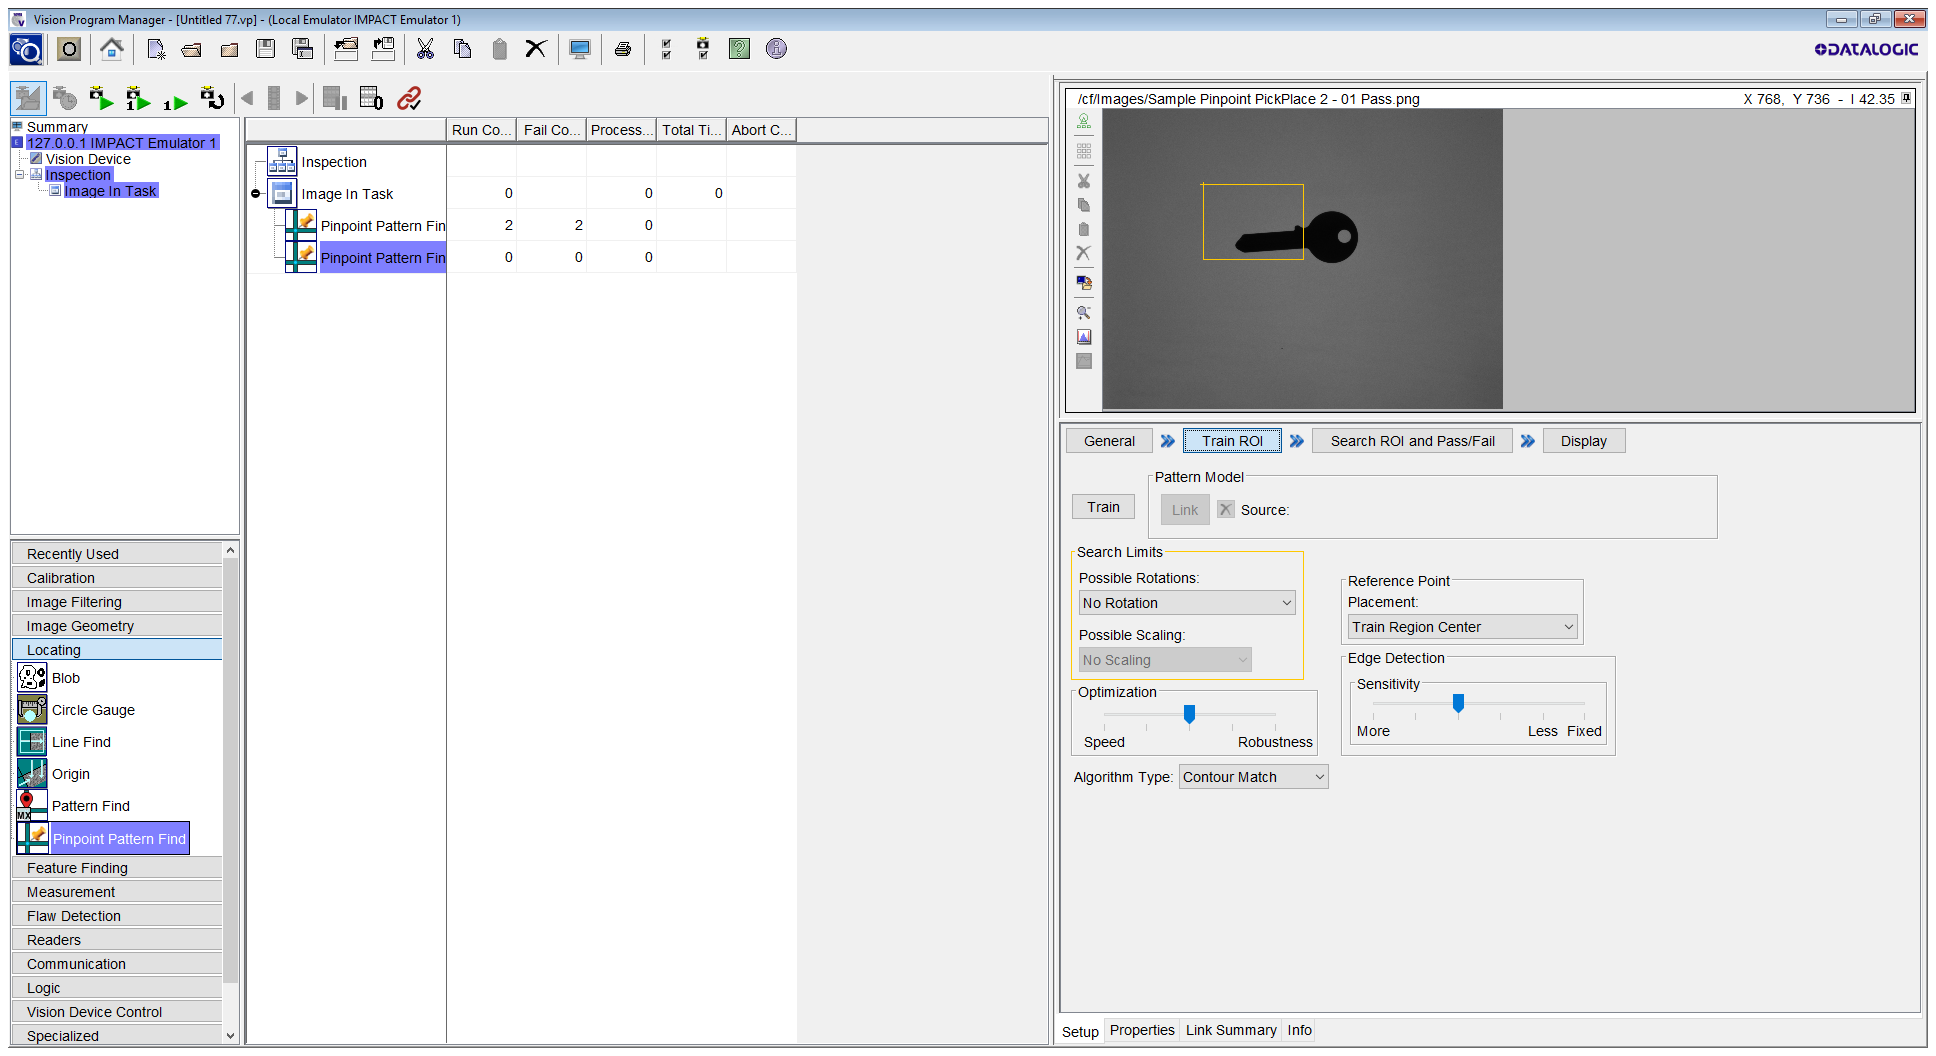 Vision Program Manager - [Untitled 77.vp] - (Local Emulator IMPACT Emulator 1)
DATALOGIC
Summary
127.0.0.1 IMPACT Emulator 1
Vision Device
Inspection
Image In Task
Run Co... Fail Co... Process... Total Ti... Abort C...
Inspection
Image In Task 0 0 0
Pinpoint Pattern Fin 2 2 0
Pinpoint Pattern Fin 0 0 0
Recently Used
Calibration
Image Filtering
Image Geometry
Locating
Blob
Circle Gauge
Line Find
Origin
Pattern Find
MX
Pinpoint Pattern Find
Feature Finding
Measurement
Flaw Detection
Readers
Communication
Logic
Vision Device Control
Specialized
/cf/Images/Sample Pinpoint PickPlace 2 - 01 Pass.png X 768, Y 736 - I 42.35
General Train ROI Search ROI and Pass/Fail Display
Pattern Model
Train Link Source:
Search Limits
Possible Rotations:
No Rotation
Possible Scaling:
No Scaling
Reference Point
Placement:
Train Region Center
Edge Detection
Sensitivity
More Less Fixed
Optimization
Speed Robustness
Algorithm Type: Contour Match
Setup Properties Link Summary Info